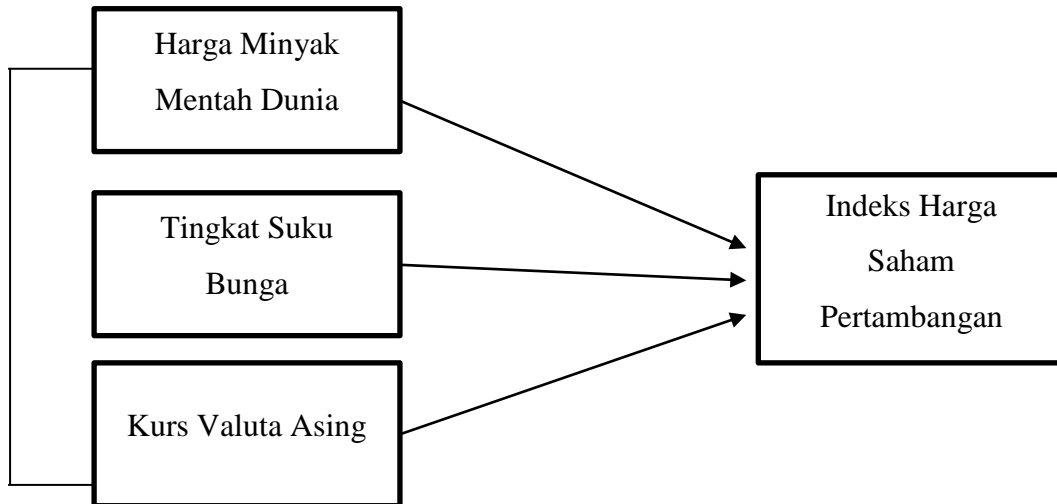 Harga Minyak
Mentah Dunia
Tingkat Suku
Bunga
Kurs Valuta Asing
Indeks Harga
Saham
Pertambangan